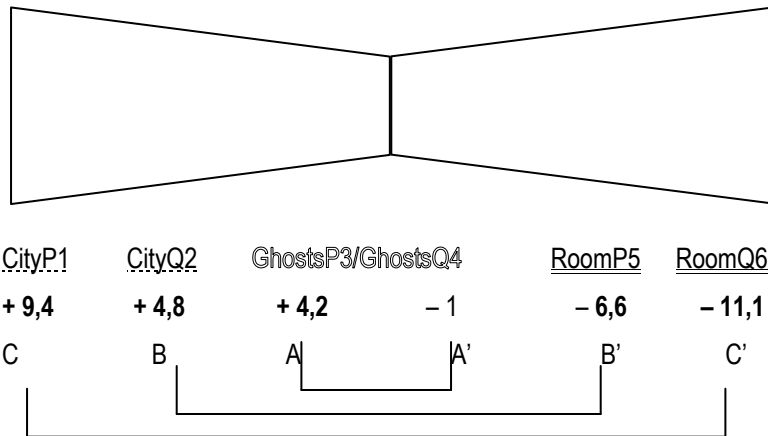 CityP1 CityQ2 GhostsP3/GhostsQ4 RoomP5 RoomQ6
+ 9,4 + 4,8 + 4,2 – 1 – 6,6 – 11,1
C B A A’ B’ C’